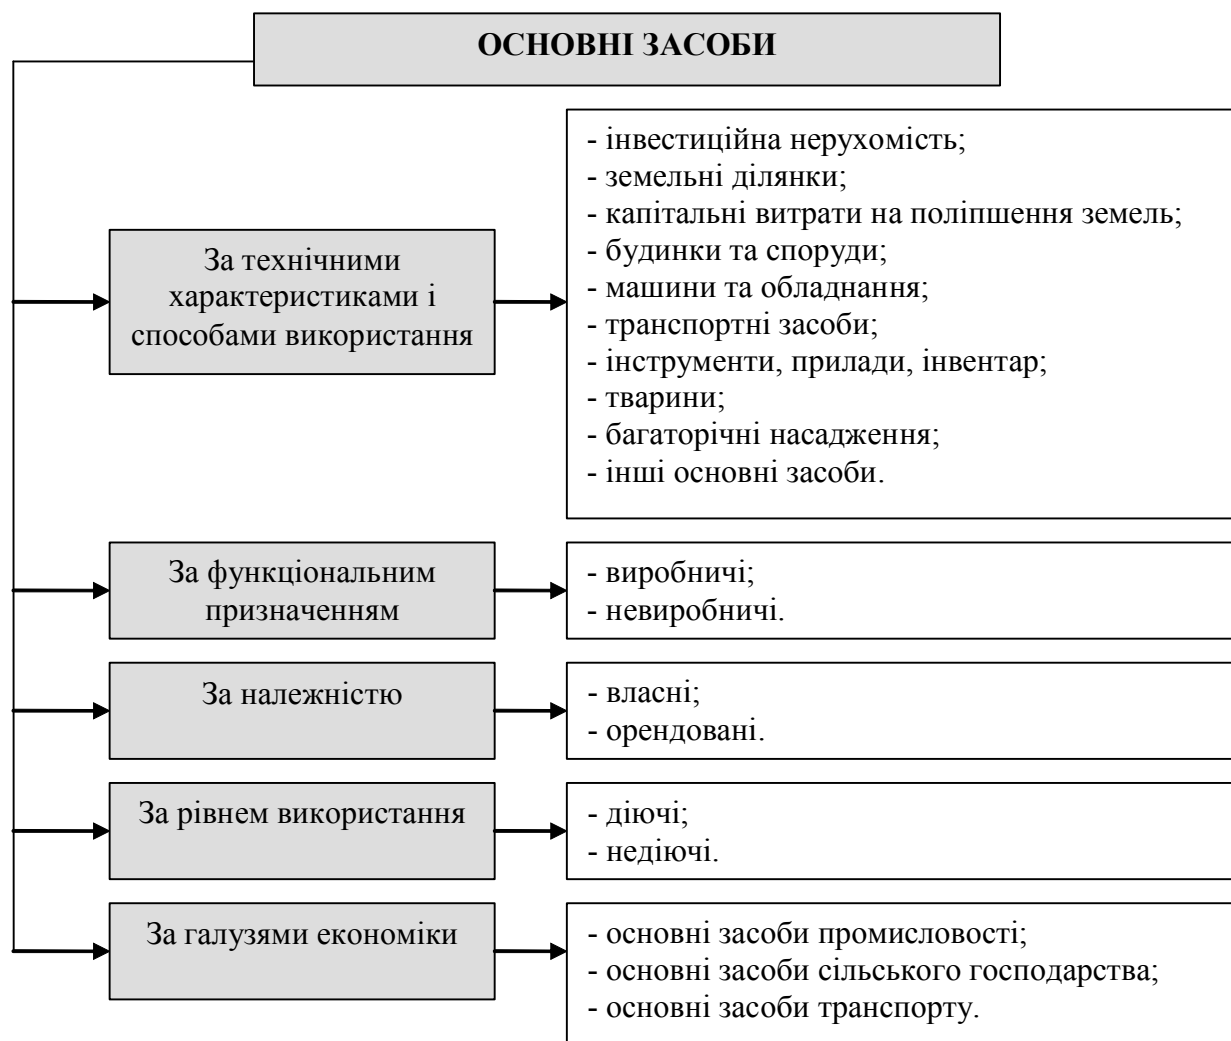 ОСНОВНІ ЗАСОБИ
За технічними
характеристиками і
способами використання
- інвестиційна нерухомість;
- земельні ділянки;
- капітальні витрати на поліпшення земель;
- будинки та споруди;
- машини та обладнання;
- транспортні засоби;
- інструменти, прилади, інвентар;
- тварини;
- багаторічні насадження;
- інші основні засоби.
За функціональним
призначенням
- виробничі;
- невиробничі.
За належністю
- власні;
- орендовані.
За рівнем використання
- діючі;
- недіючі.
За галузями економіки
- основні засоби промисловості;
- основні засоби сільського господарства;
- основні засоби транспорту.